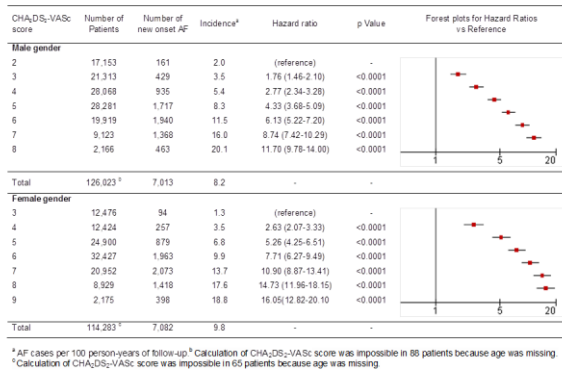 CHA2DS2-VASc score Number of Patients Number of new onset AF Incidenceᵃ Hazard ratio p Value Forest plots for Hazard Ratios vs Reference
Male gender
2 17,153 161 2.0 (reference) -
3 21,313 429 3.5 1.76 (1.46-2.10) <0.0001
4 28,068 935 5.4 2.77 (2.34-3.28) <0.0001
5 28,281 1,717 8.3 4.33 (3.68-5.09) <0.0001
6 19,919 1,940 11.5 6.13 (5.22-7.20) <0.0001
7 9,123 1,368 16.0 8.74 (7.42-10.29) <0.0001
8 2,166 463 20.1 11.70 (9.78-14.00) <0.0001
1 5 20
Total 126,023 ᵇ 7,013 8.2 - -
Female gender
3 12,476 94 1.3 (reference) -
4 12,424 257 3.5 2.63 (2.07-3.33) <0.0001
5 24,900 879 6.8 5.26 (4.25-6.51) <0.0001
6 32,427 1,963 9.9 7.71 (6.27-9.49) <0.0001
7 20,952 2,073 13.7 10.90 (8.87-13.41) <0.0001
8 8,929 1,418 17.6 14.73 (11.96-18.15) <0.0001
9 2,175 398 18.8 16.05(12.82-20.10 <0.0001
1 5 20
Total 114,283 ᶜ 7,082 9.8 - -
ᵃ AF cases per 100 person-years of follow-up.ᵇ Calculation of CHA2DS2-VASc score was impossible in 88 patients because age was missing.
ᶜCalculation of CHA2DS2-VASc score was impossible in 65 patients because age was missing.